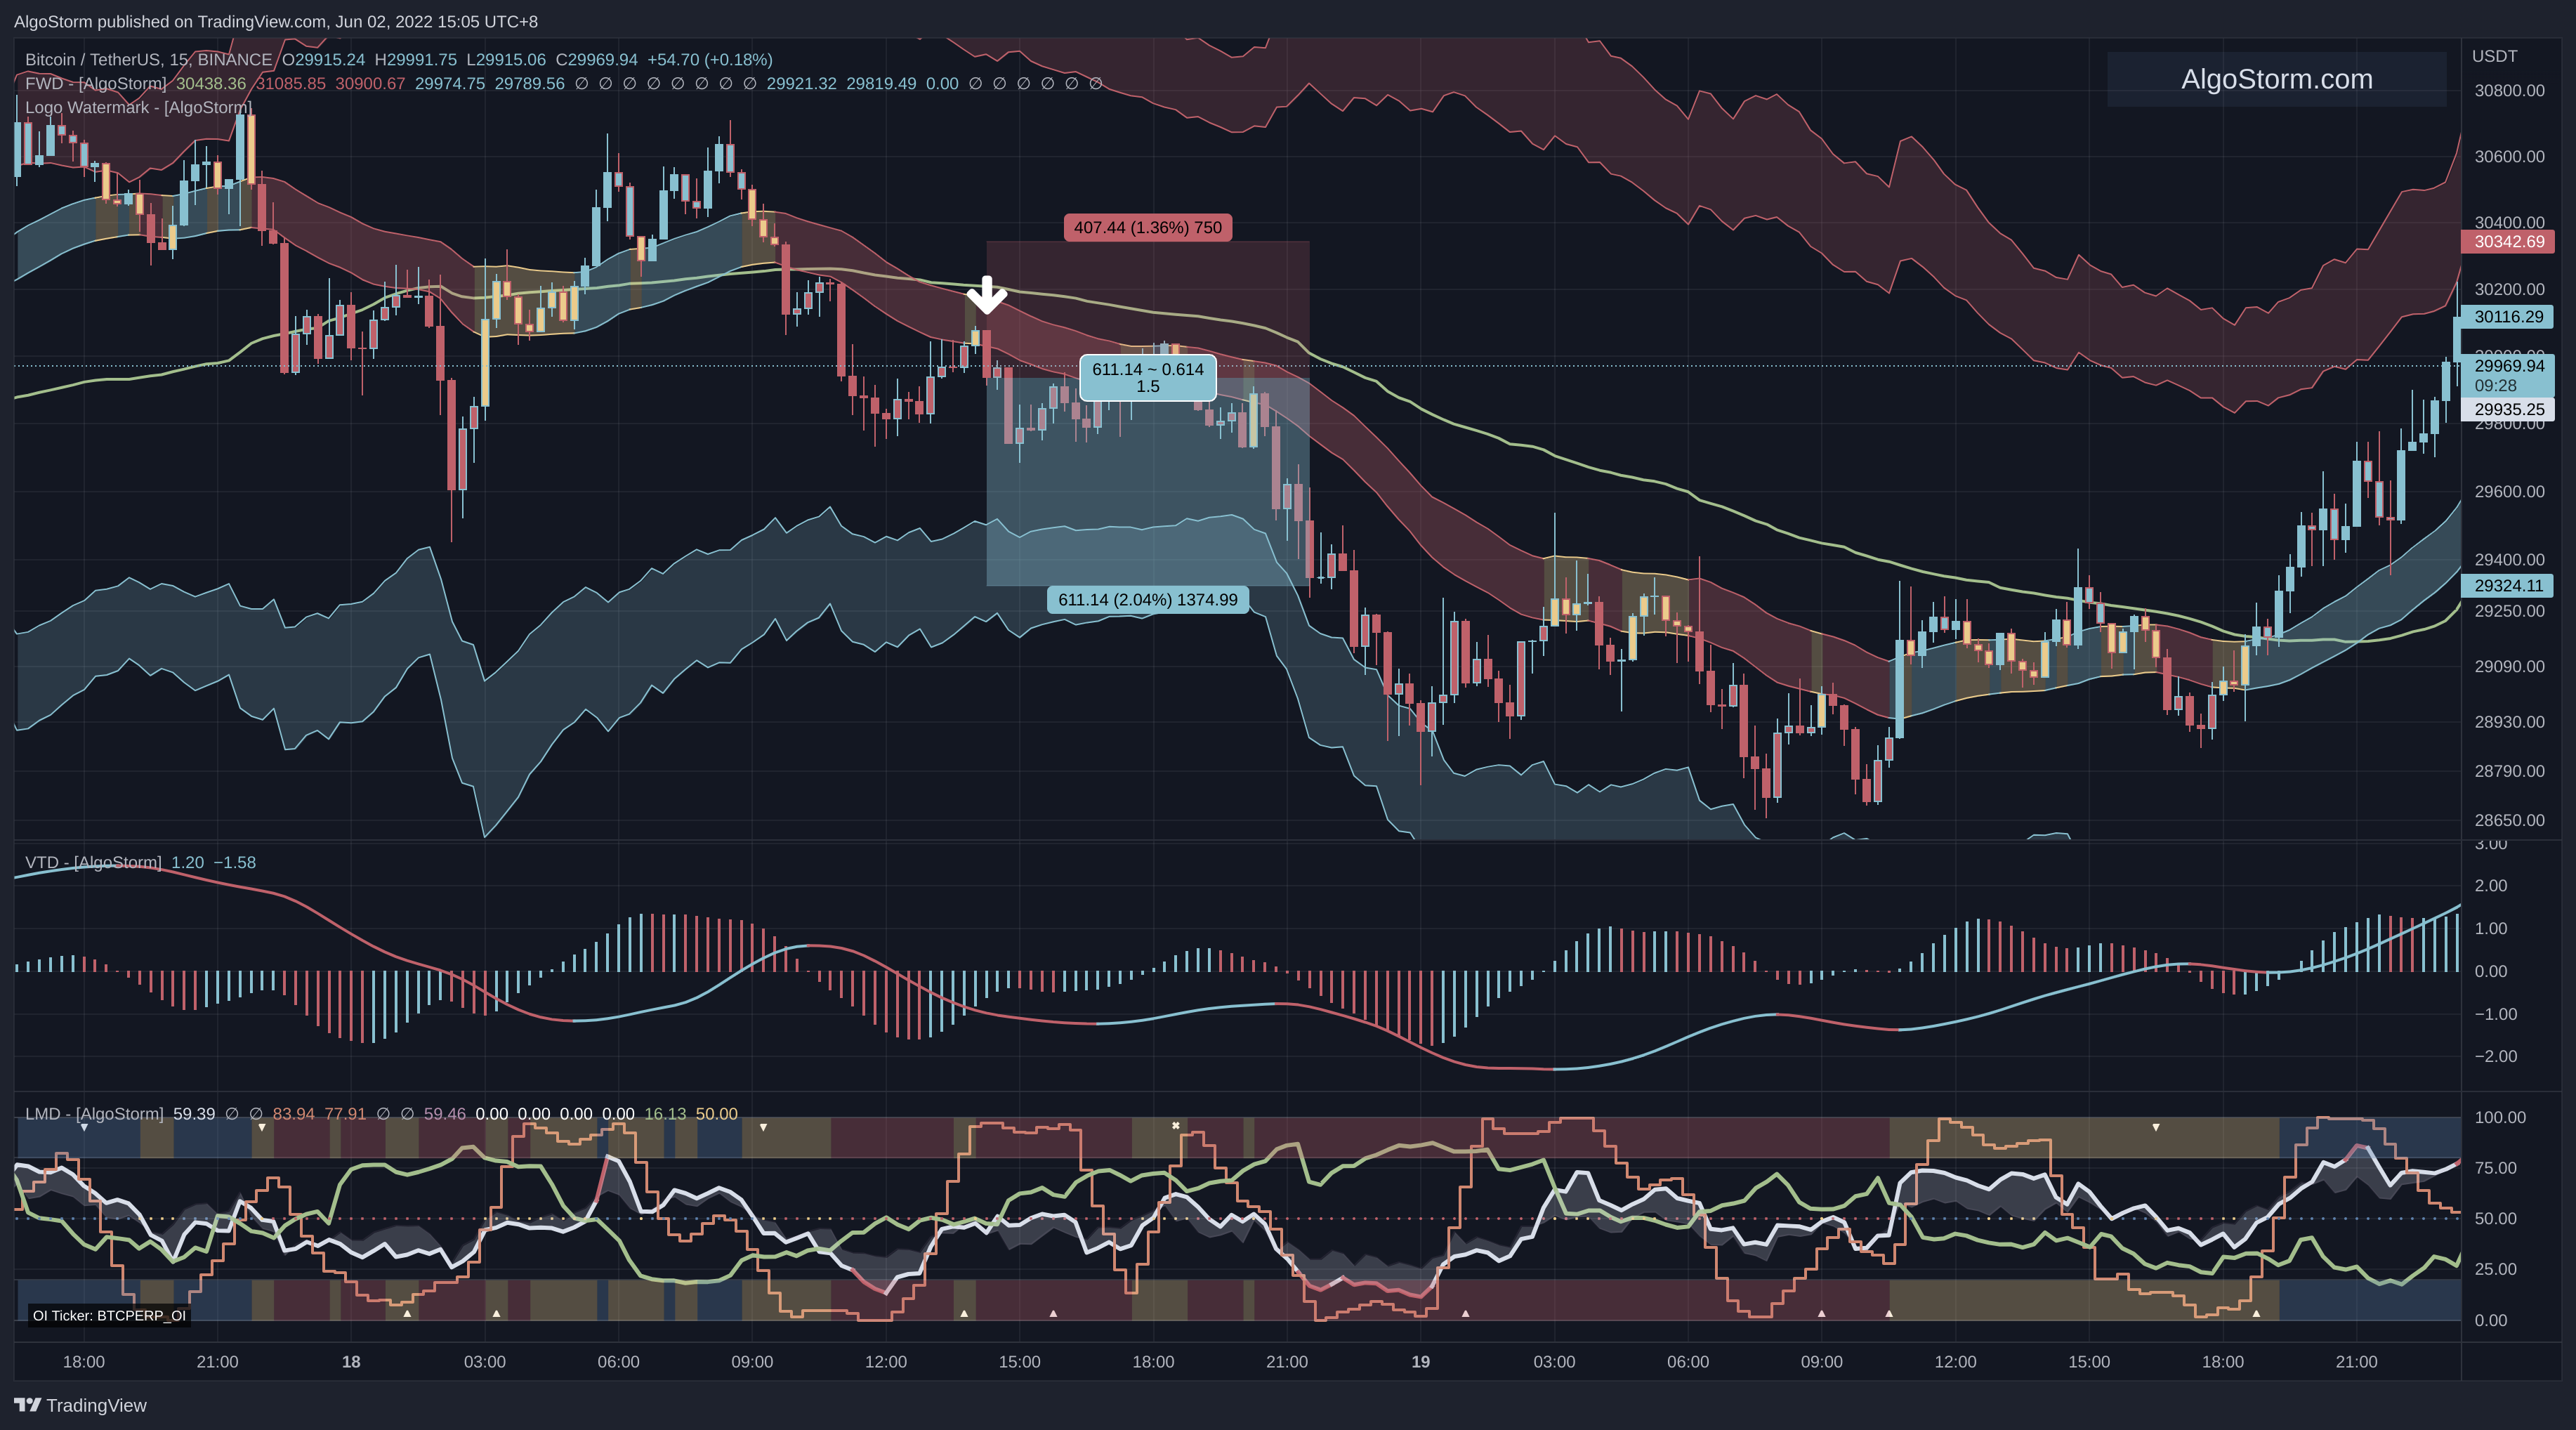 AlgoStorm published on TradingView.com, Jun 02, 2022 15:05 UTC+8
Bitcoin / TetherUS, 15, BINANCE O29915.24 H29991.75 L29915.06 C29969.94 +54.70 (+0.18%)
FWD - [AlgoStorm] 30438.36 31085.85 30900.67 29974.75 29789.56 ∅ ∅ ∅ ∅ ∅ ∅ ∅ ∅ 29921.32 29819.49 0.00 ∅ ∅ ∅ ∅ ∅ ∅
Logo Watermark - [AlgoStorm]
AlgoStorm.com
USDT
30800.00
30600.00
30400.00
30342.69
30200.00
30116.29
29969.94
09:28
29935.25
29800.00
29600.00
29400.00
29324.11
29250.00
29090.00
28930.00
28790.00
28650.00
407.44 (1.36%) 750
611.14 ~ 0.614
1.5
611.14 (2.04%) 1374.99
VTD - [AlgoStorm] 1.20 −1.58
3.00
2.00
1.00
0.00
−1.00
−2.00
LMD - [AlgoStorm] 59.39 ∅ ∅ 83.94 77.91 ∅ ∅ 59.46 0.00 0.00 0.00 0.00 16.13 50.00
100.00
75.00
50.00
25.00
0.00
OI Ticker: BTCPERP_OI
18:00 21:00 18 03:00 06:00 09:00 12:00 15:00 18:00 21:00 19 03:00 06:00 09:00 12:00 15:00 18:00 21:00
TradingView